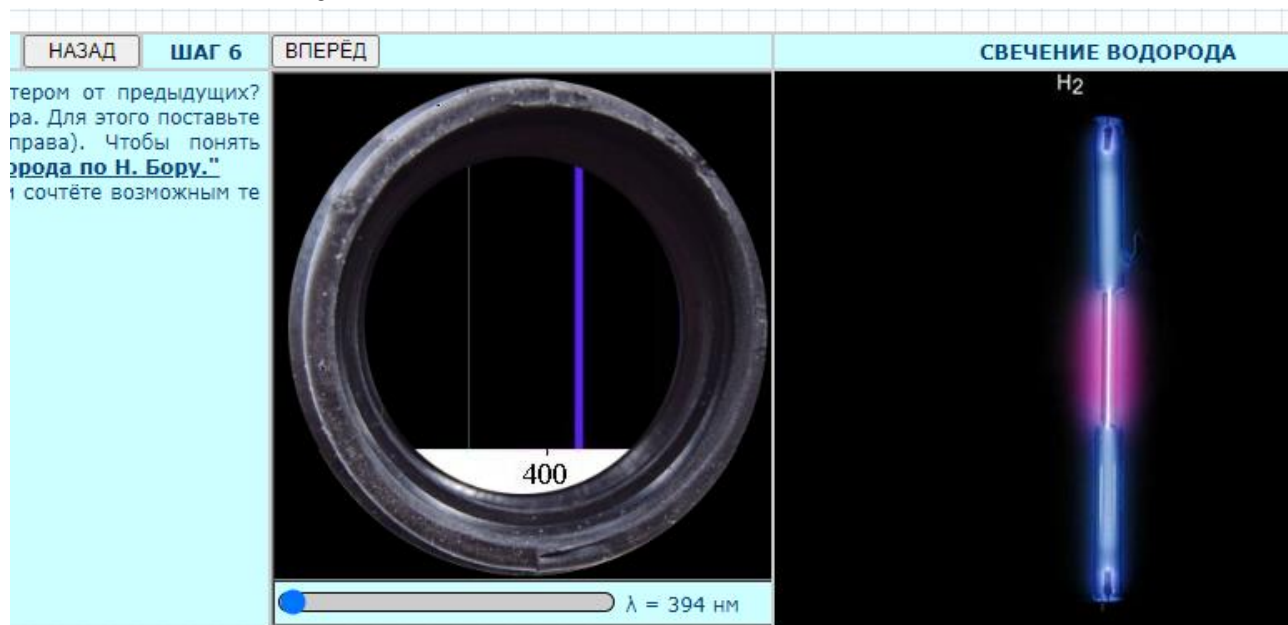 НАЗАД ШАГ 6 ВПЕРЁД СВЕЧЕНИЕ ВОДОРОДА
тером от предыдущих?
ра. Для этого поставьте
права). Чтобы понять
орода по Н. Бору."
и сочтёте возможным те
H2
400
λ = 394 нм